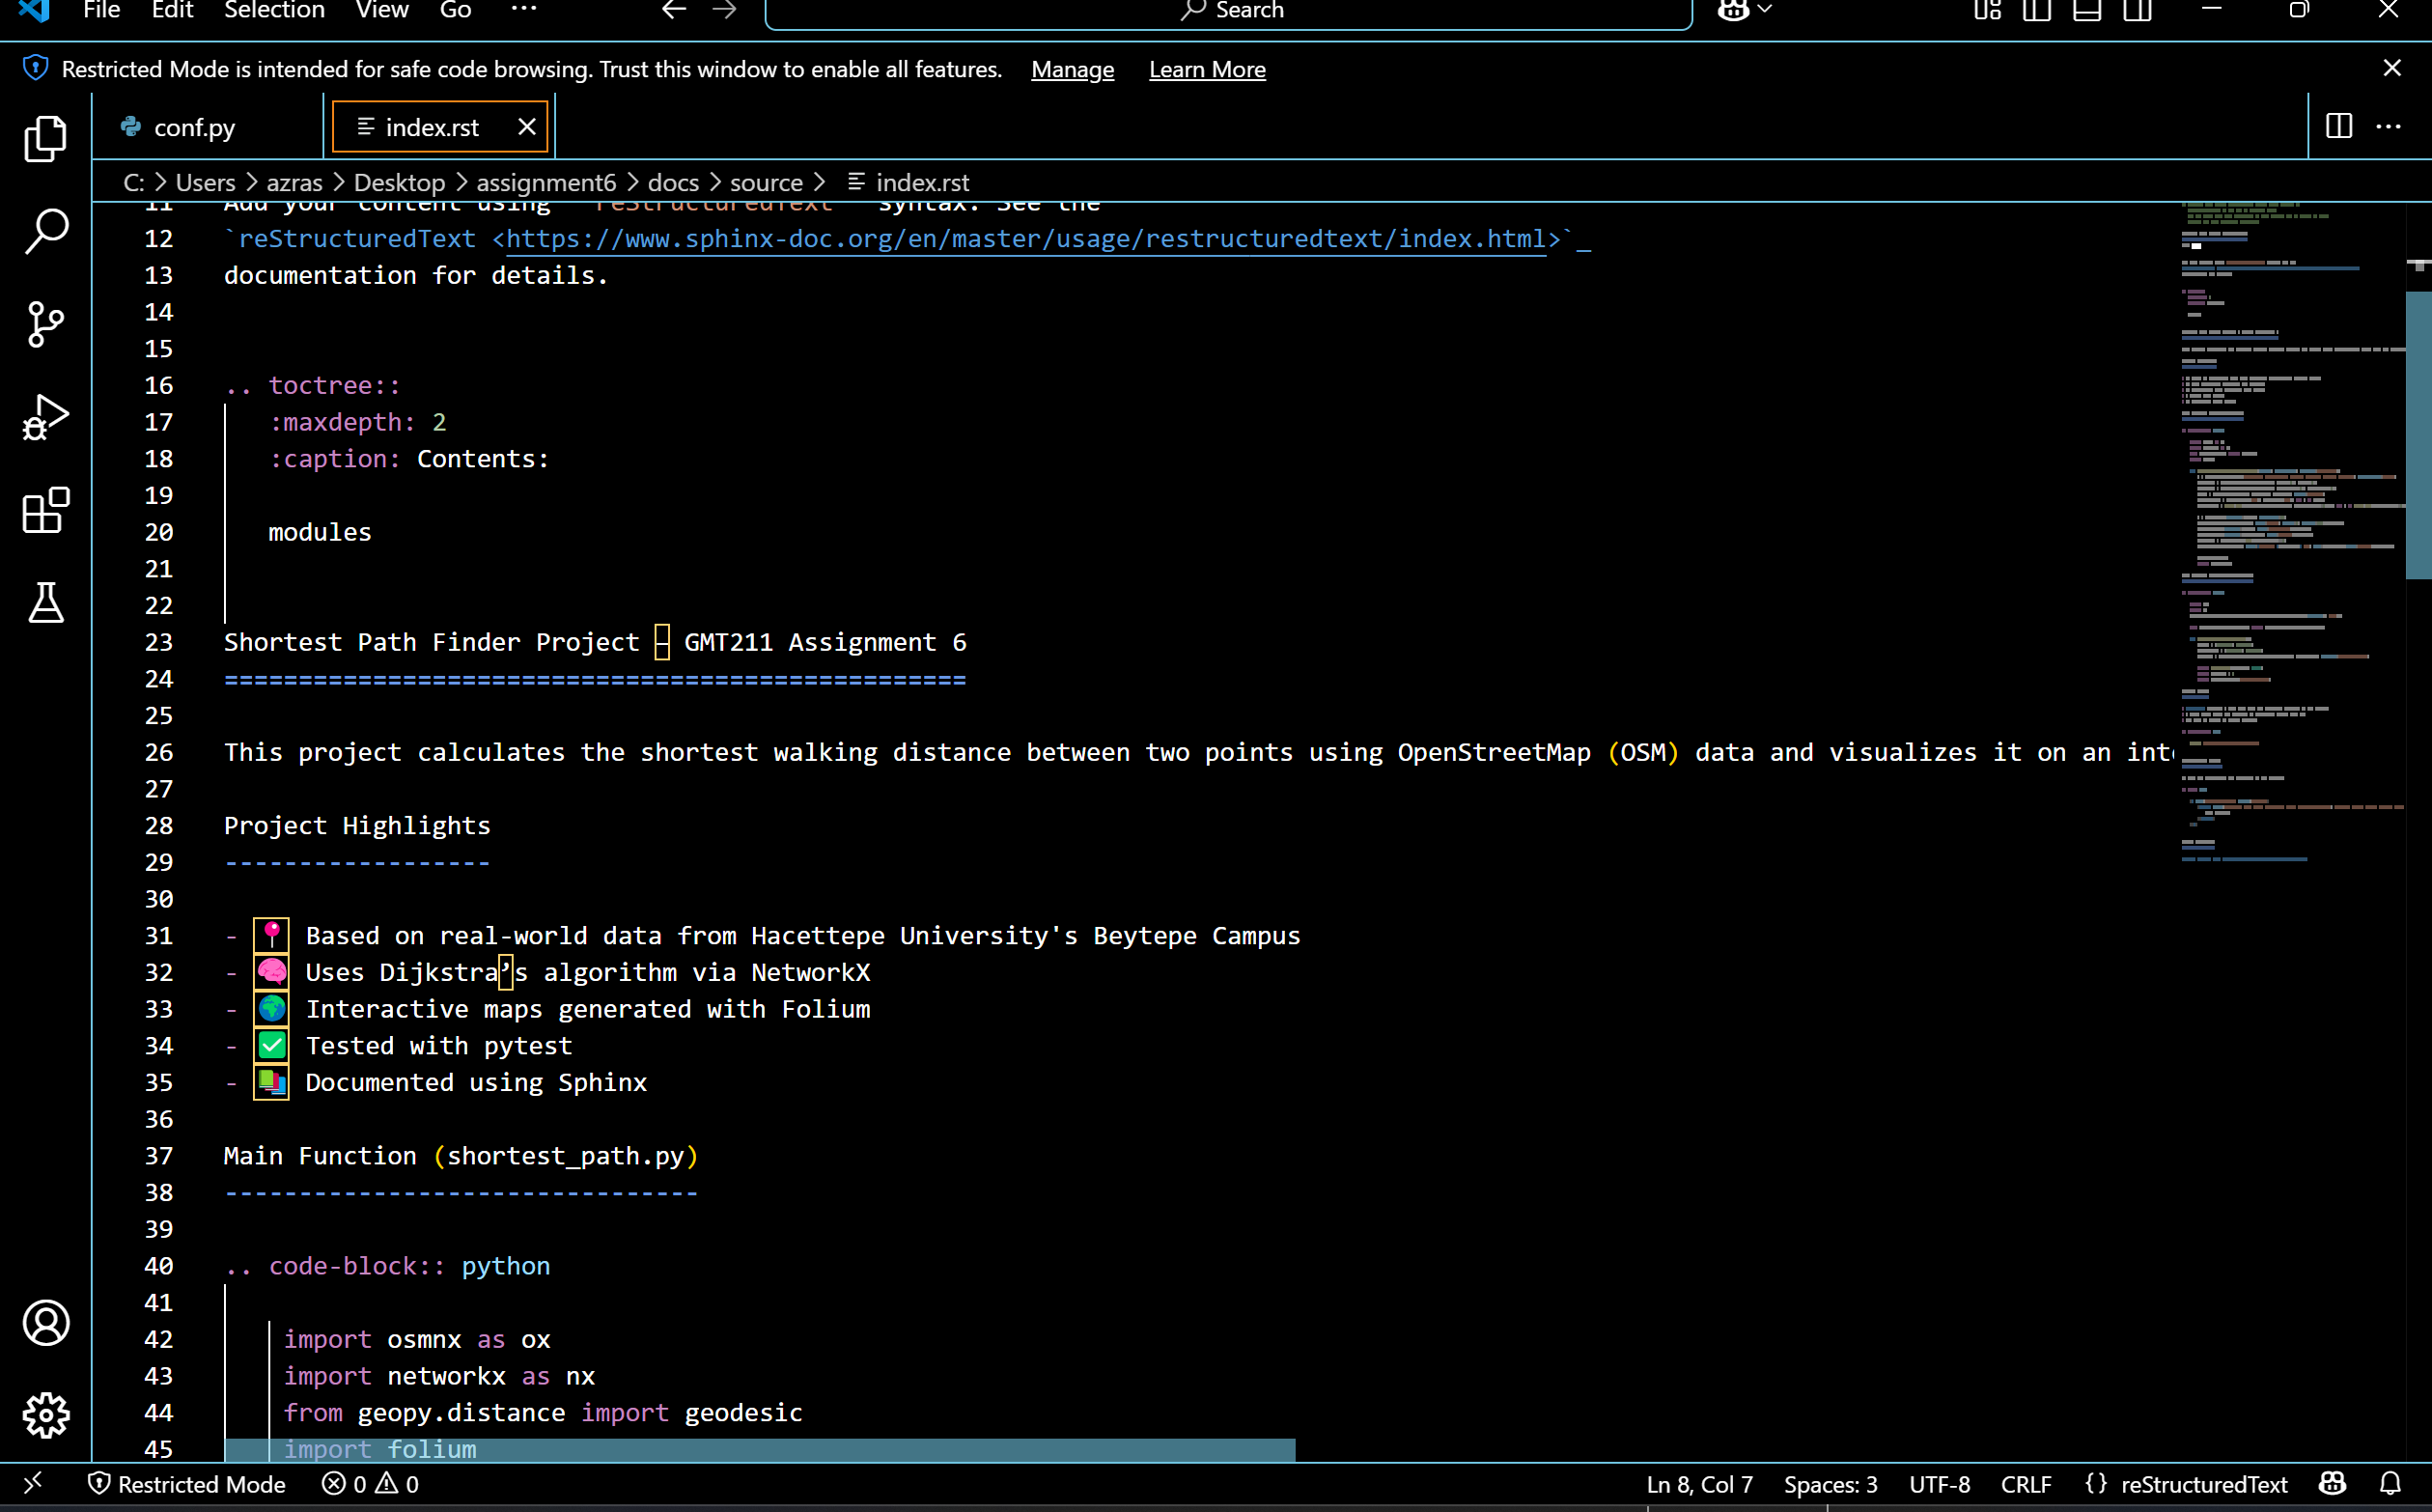 File Edit Selection View Go ··· Search
Restricted Mode is intended for safe code browsing. Trust this window to enable all features. Manage Learn More
conf.py index.rst
C: > Users > azras > Desktop > assignment6 > docs > source > index.rst
11 Add your content using ``reStructuredText`` syntax. See the
12 `reStructuredText <https://www.sphinx-doc.org/en/master/usage/restructuredtext/index.html>`_
13 documentation for details.
14
15
16 .. toctree::
17 :maxdepth: 2
18 :caption: Contents:
19
20 modules
21
22
23 Shortest Path Finder Project – GMT211 Assignment 6
24 ==================================================
25
26 This project calculates the shortest walking distance between two points using OpenStreetMap (OSM) data and visualizes it on an int
27
28 Project Highlights
29 ------------------
30
31 - 📍 Based on real-world data from Hacettepe University's Beytepe Campus
32 - 🧠 Uses Dijkstra’s algorithm via NetworkX
33 - 🌍 Interactive maps generated with Folium
34 - ✅ Tested with pytest
35 - 📚 Documented using Sphinx
36
37 Main Function (shortest_path.py)
38 --------------------------------
39
40 .. code-block:: python
41
42 import osmnx as ox
43 import networkx as nx
44 from geopy.distance import geodesic
45 import folium
Restricted Mode 0 0 Ln 8, Col 7 Spaces: 3 UTF-8 CRLF {} reStructuredText